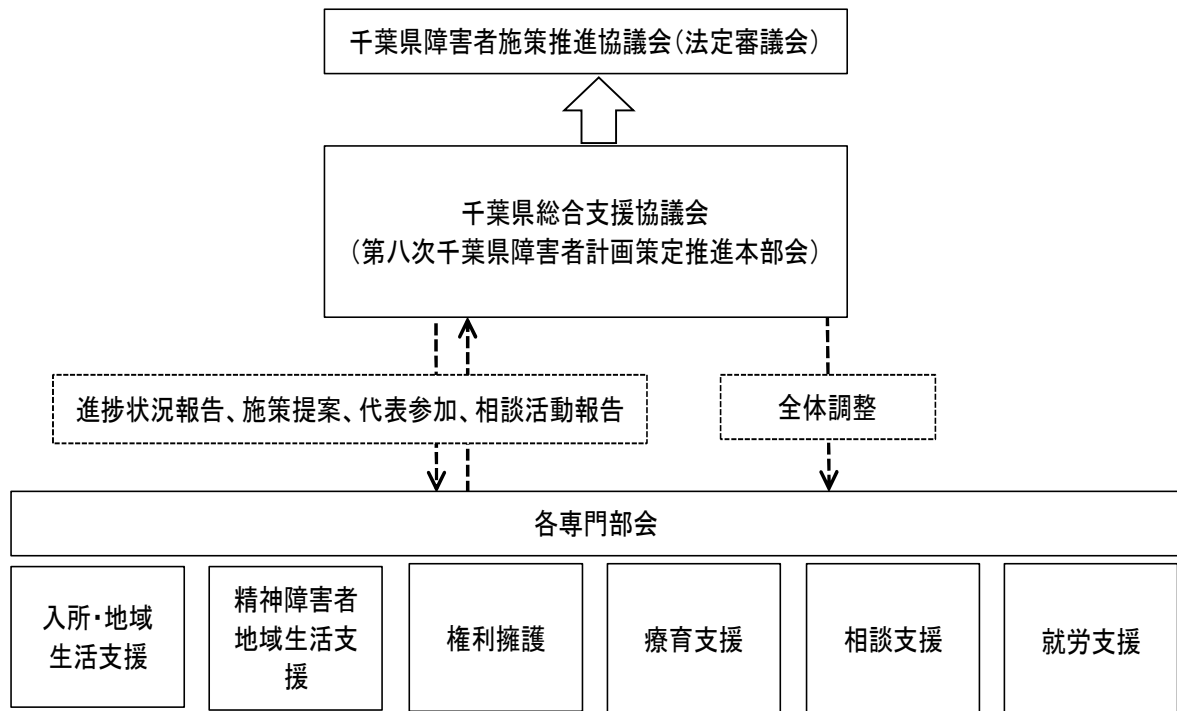 千葉県障害者施策推進協議会（法定審議会）
千葉県総合支援協議会
（第八次千葉県障害者計画策定推進本部会）
進捗状況報告、施策提案、代表参加、相談活動報告
全体調整
各専門部会
入所・地域
生活支援
精神障害者
地域生活支
援
権利擁護
療育支援
相談支援
就労支援